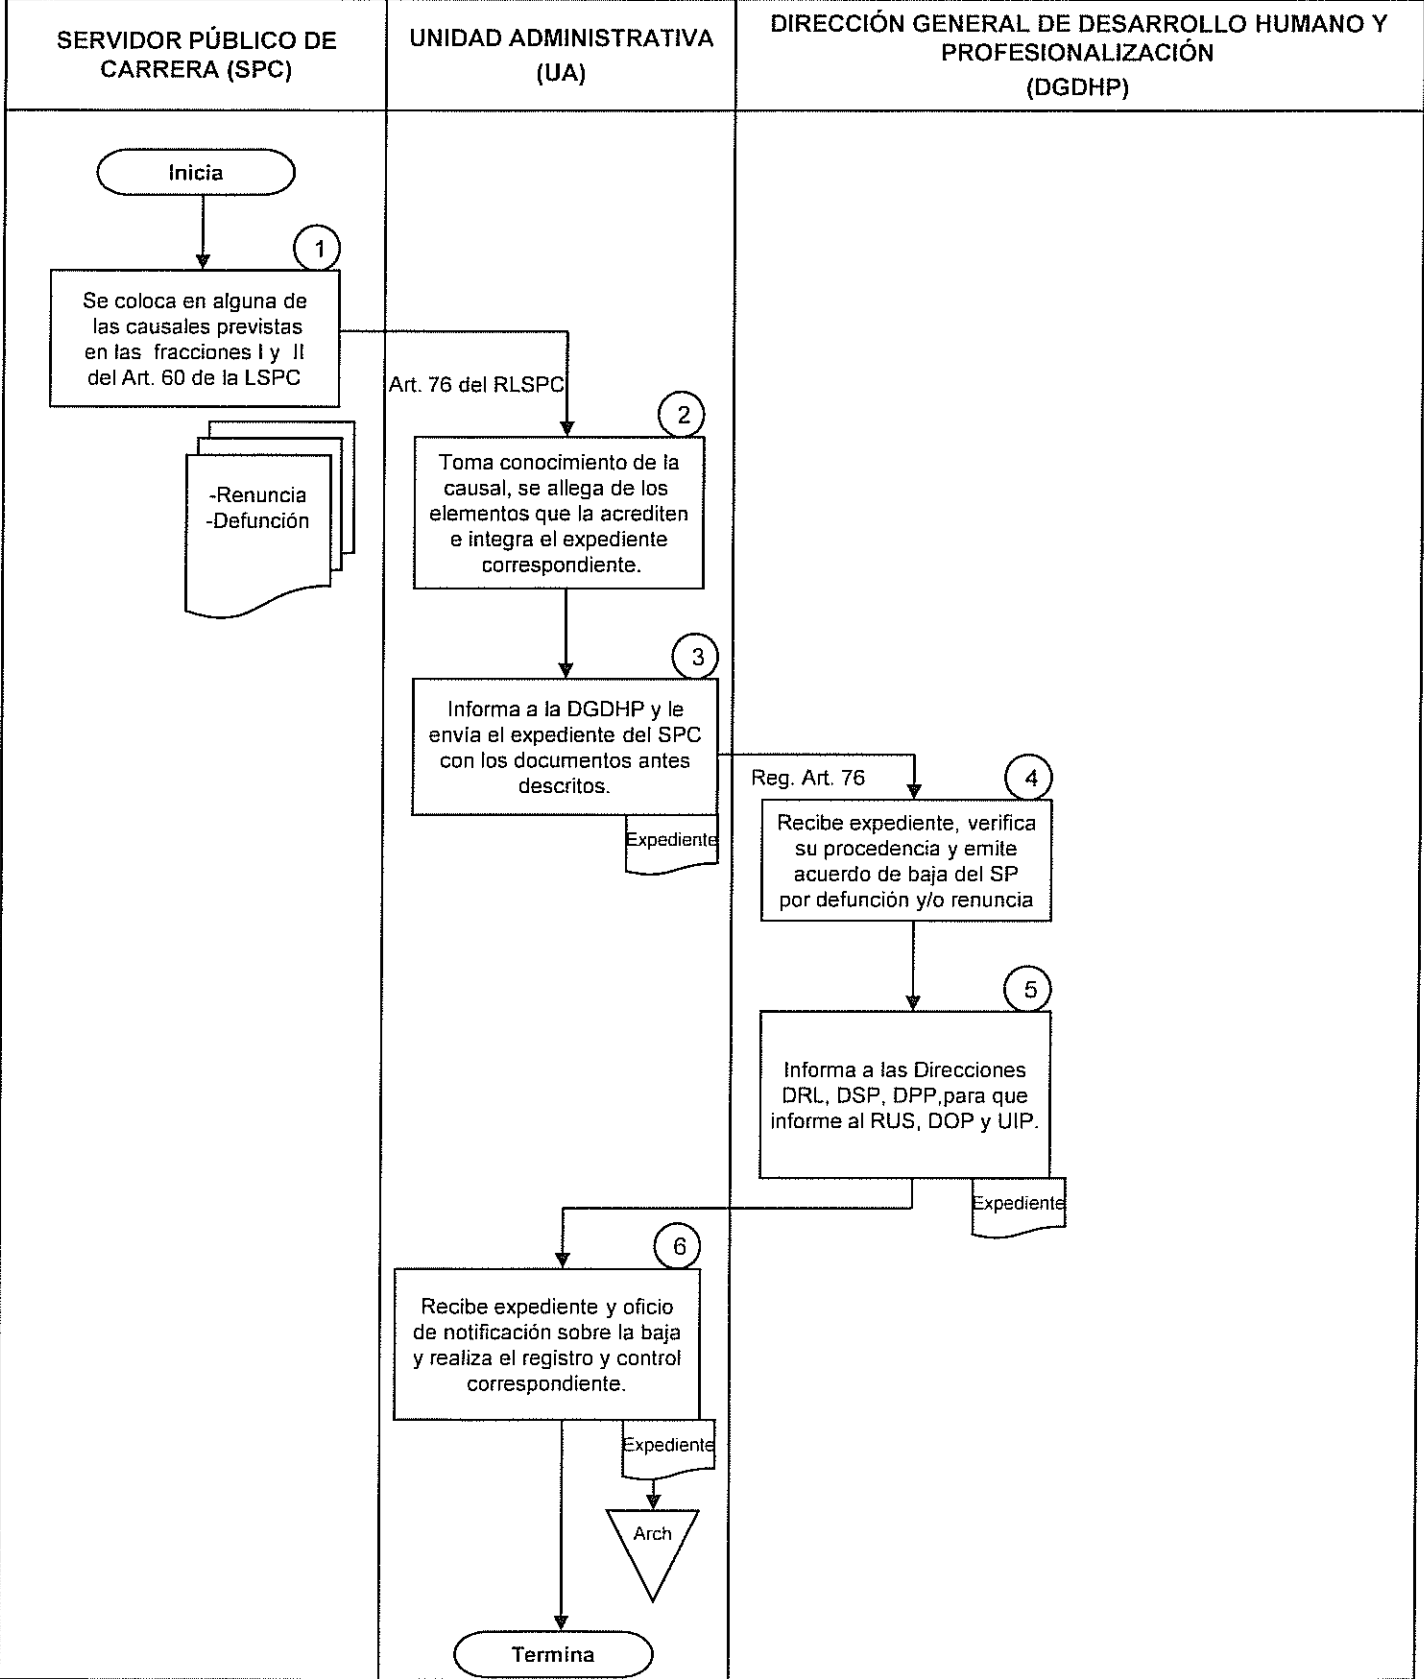 SERVIDOR PÚBLICO DE
CARRERA (SPC)
UNIDAD ADMINISTRATIVA
(UA)
DIRECCIÓN GENERAL DE DESARROLLO HUMANO Y
PROFESIONALIZACIÓN
(DGDHP)
Inicia
1
Se coloca en alguna de
las causales previstas
en las fracciones I y II
del Art. 60 de la LSPC
-Renuncia
-Defunción
Art. 76 del RLSPC
2
Toma conocimiento de la
causal, se allega de los
elementos que la acrediten
e integra el expediente
correspondiente.
3
Informa a la DGDHP y le
envía el expediente del SPC
con los documentos antes
descritos.
Expediente
Reg. Art. 76
4
Recibe expediente, verifica
su procedencia y emite
acuerdo de baja del SP
por defunción y/o renuncia
5
Informa a las Direcciones
DRL, DSP, DPP,para que
informe al RUS, DOP y UIP.
Expediente
6
Recibe expediente y oficio
de notificación sobre la baja
y realiza el registro y control
correspondiente.
Expediente
Arch
Termina